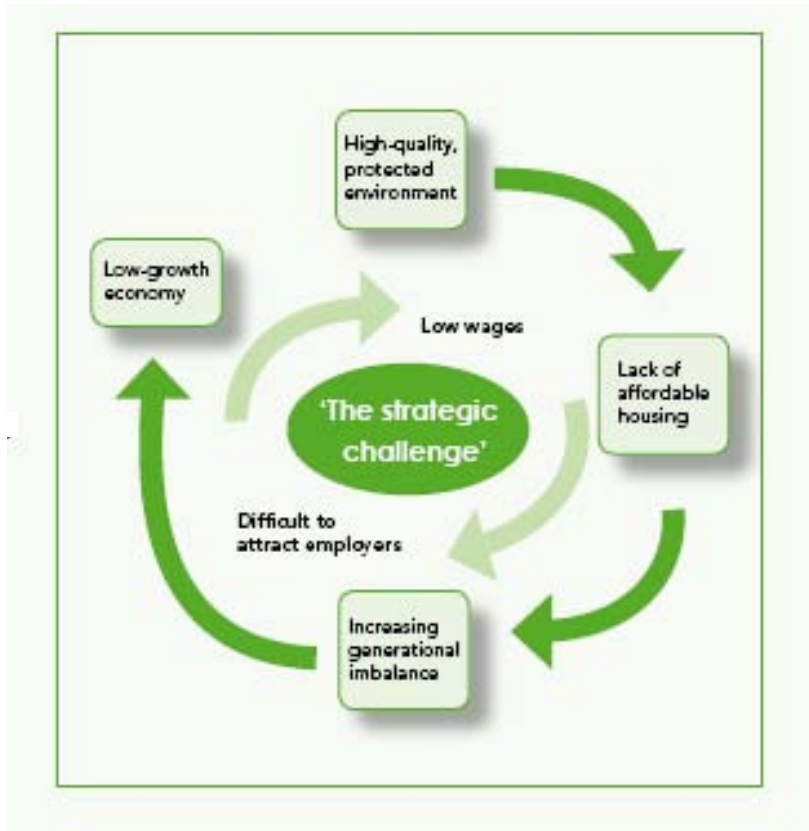 High-quality,
protected
environment
Low-growth
economy
Low wages
Lack of
affordable
housing
'The strategic
challenge'
Difficult to
attract employers
Increasing
generational
imbalance